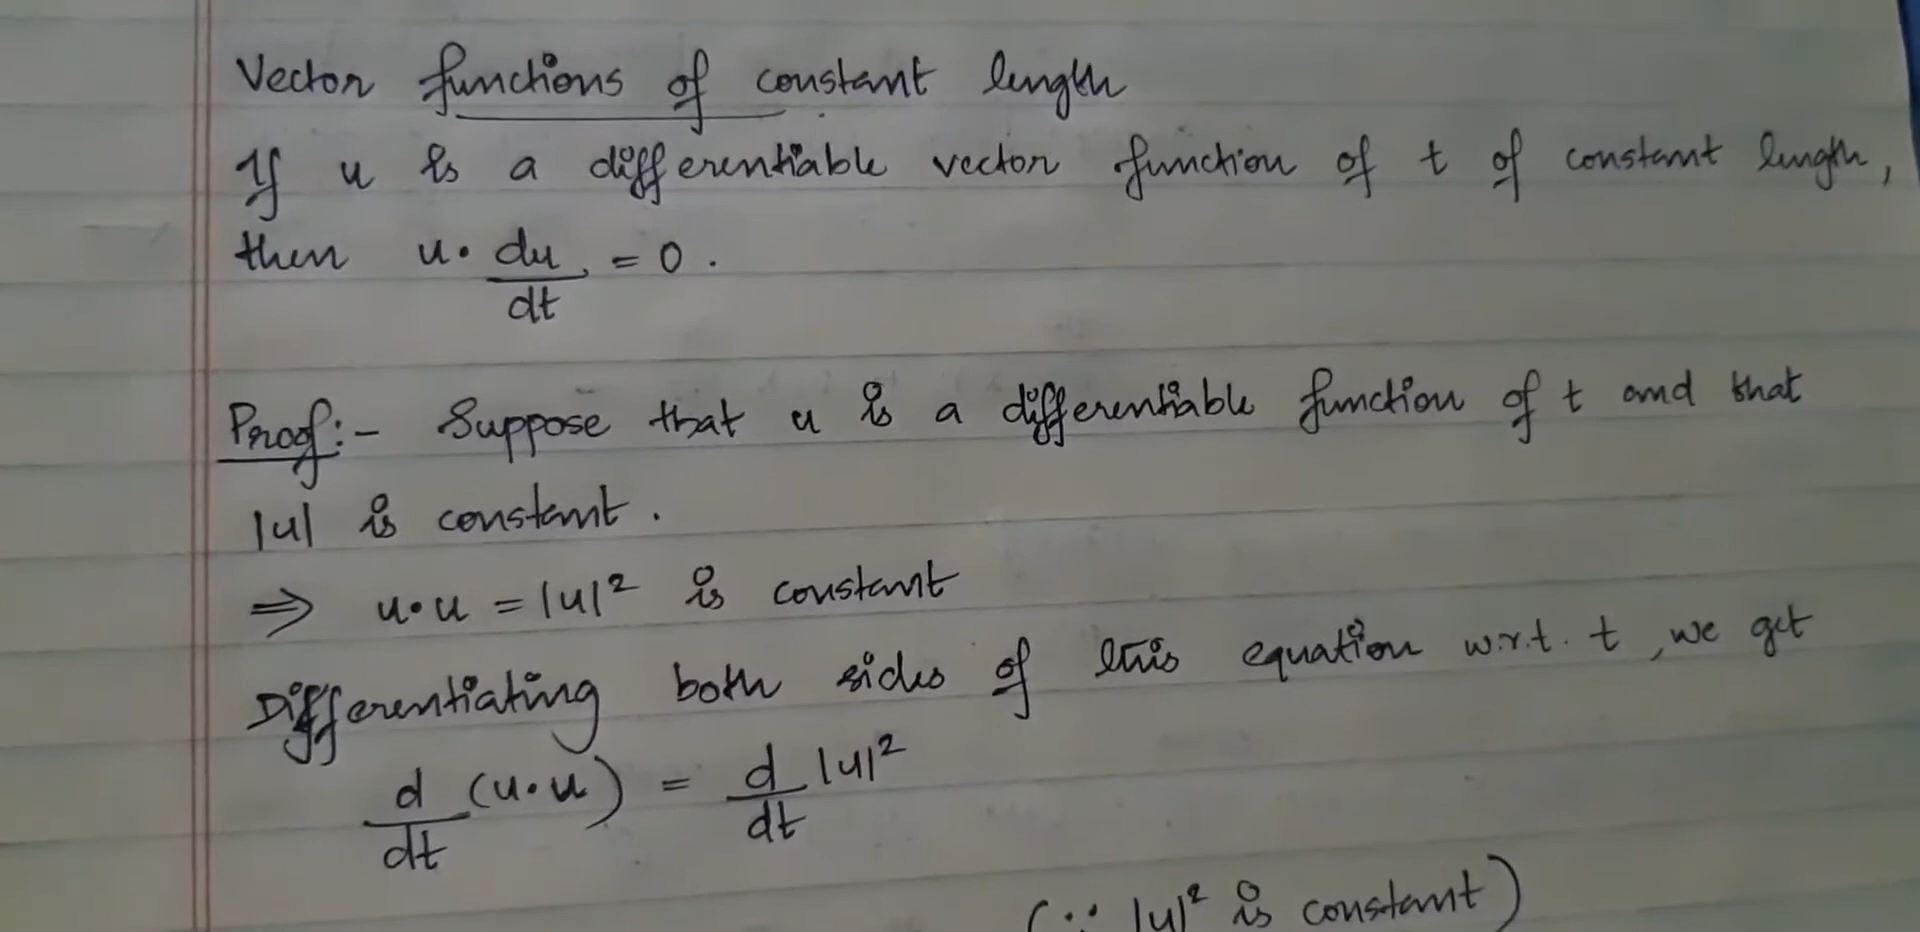 Vector functions of constant length
If u is a differentiable vector function of t of constant length,
then u · du/dt = 0.
Proof:- Suppose that u is a differentiable function of t and that
|u| is constant.
⇒ u·u = |u|² is constant
Differentiating both sides of this equation w.r.t. t, we get
d/dt (u·u) = d/dt |u|²
(∵ |u|² is constant)